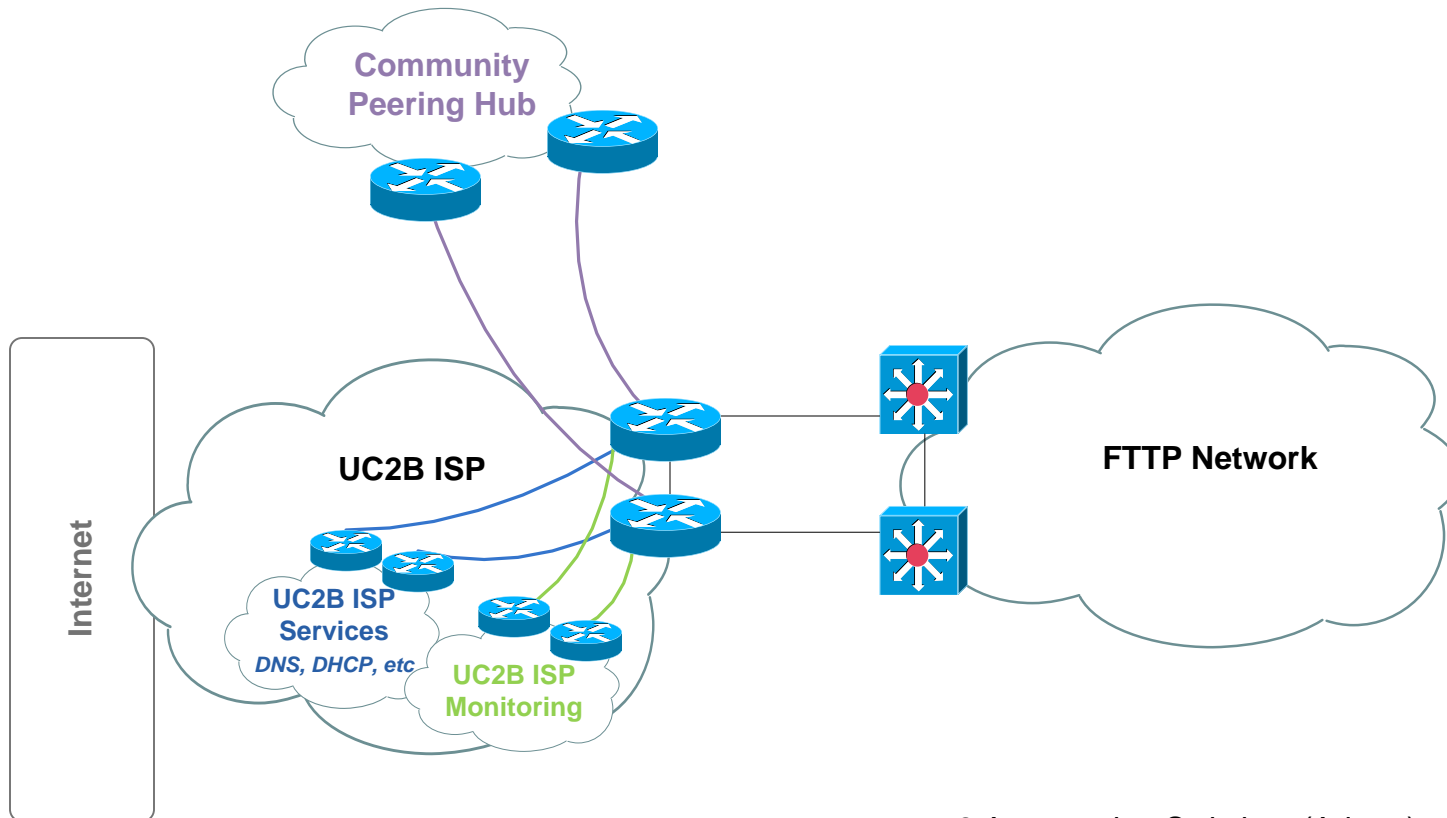 Community
Peering Hub
UC2B ISP
FTTP Network
Internet
UC2B ISP
Services
DNS, DHCP, etc
UC2B ISP
Monitoring